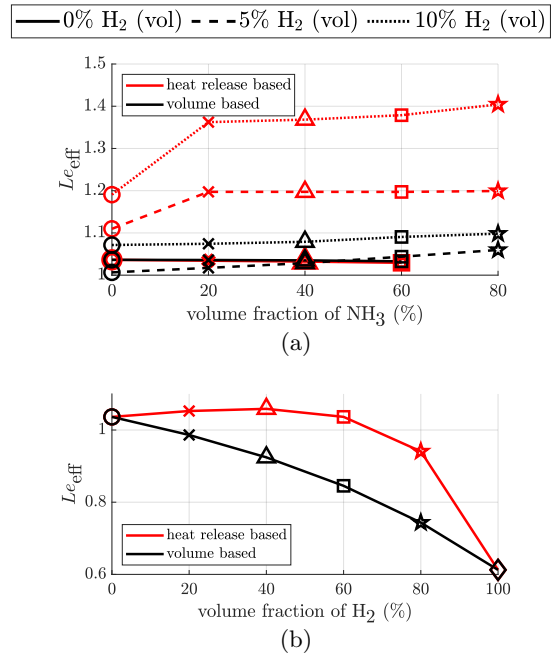 0% H2 (vol) 5% H2 (vol) 10% H2 (vol)
1.5
1.4
1.3
1.2
1.1
1
Leeff
heat release based
volume based
0 20 40 60 80
volume fraction of NH3 (%)
(a)
1
0.8
0.6
Leeff
heat release based
volume based
0 20 40 60 80 100
volume fraction of H2 (%)
(b)